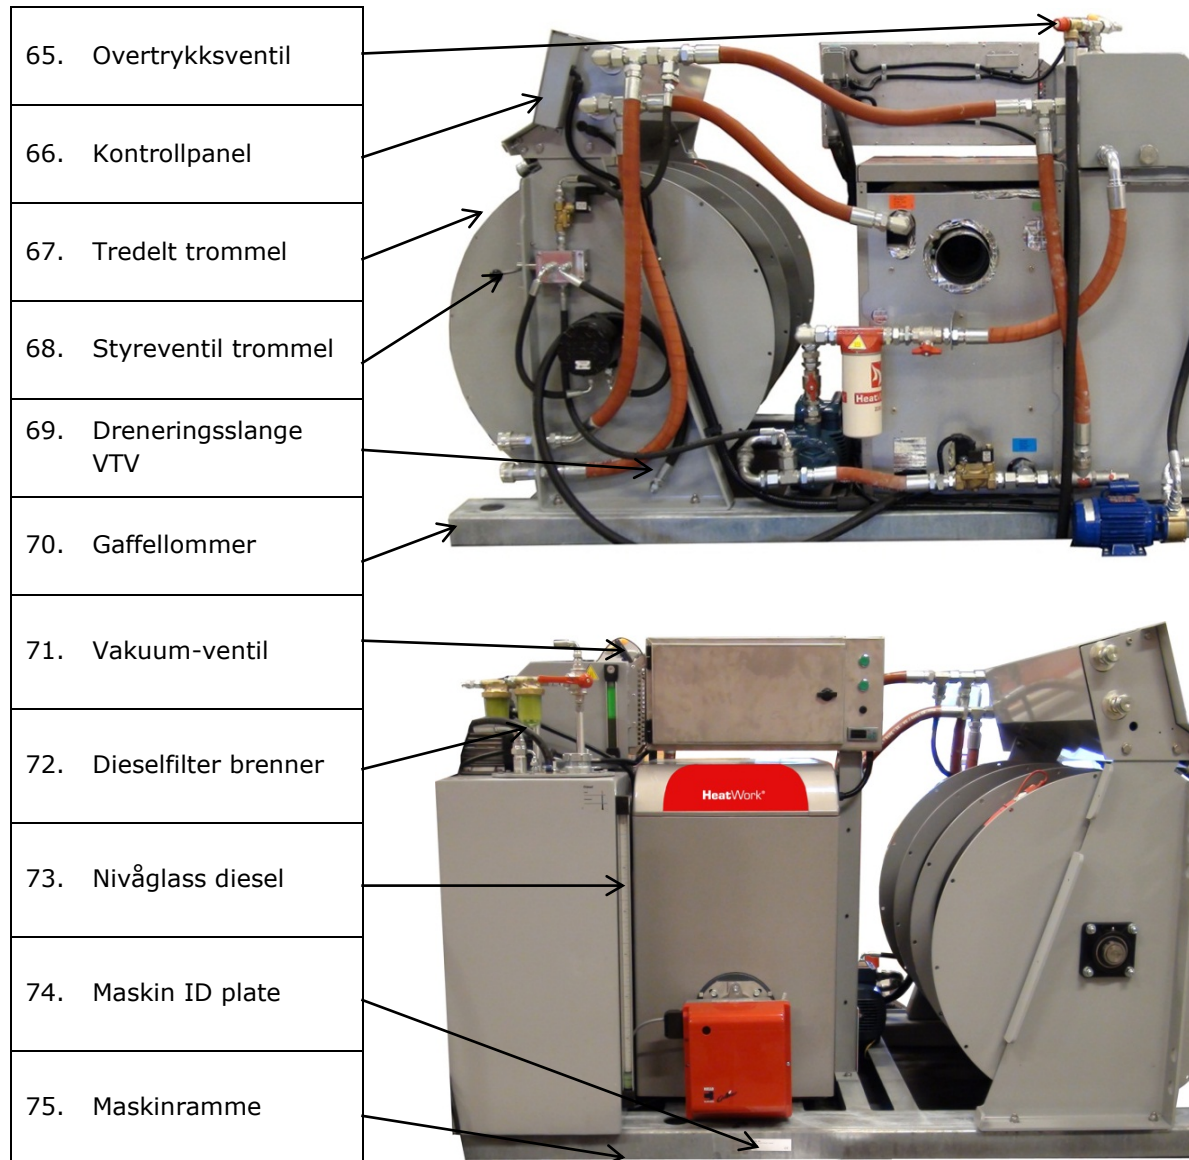 65. Overtrykksventil
66. Kontrollpanel
67. Tredelt trommel
68. Styreventil trommel
69. Dreneringsslange
VTV
70. Gaffellommer
71. Vakuum-ventil
72. Dieselfilter brenner
73. Nivåglass diesel
74. Maskin ID plate
75. Maskinramme
HeatWork®